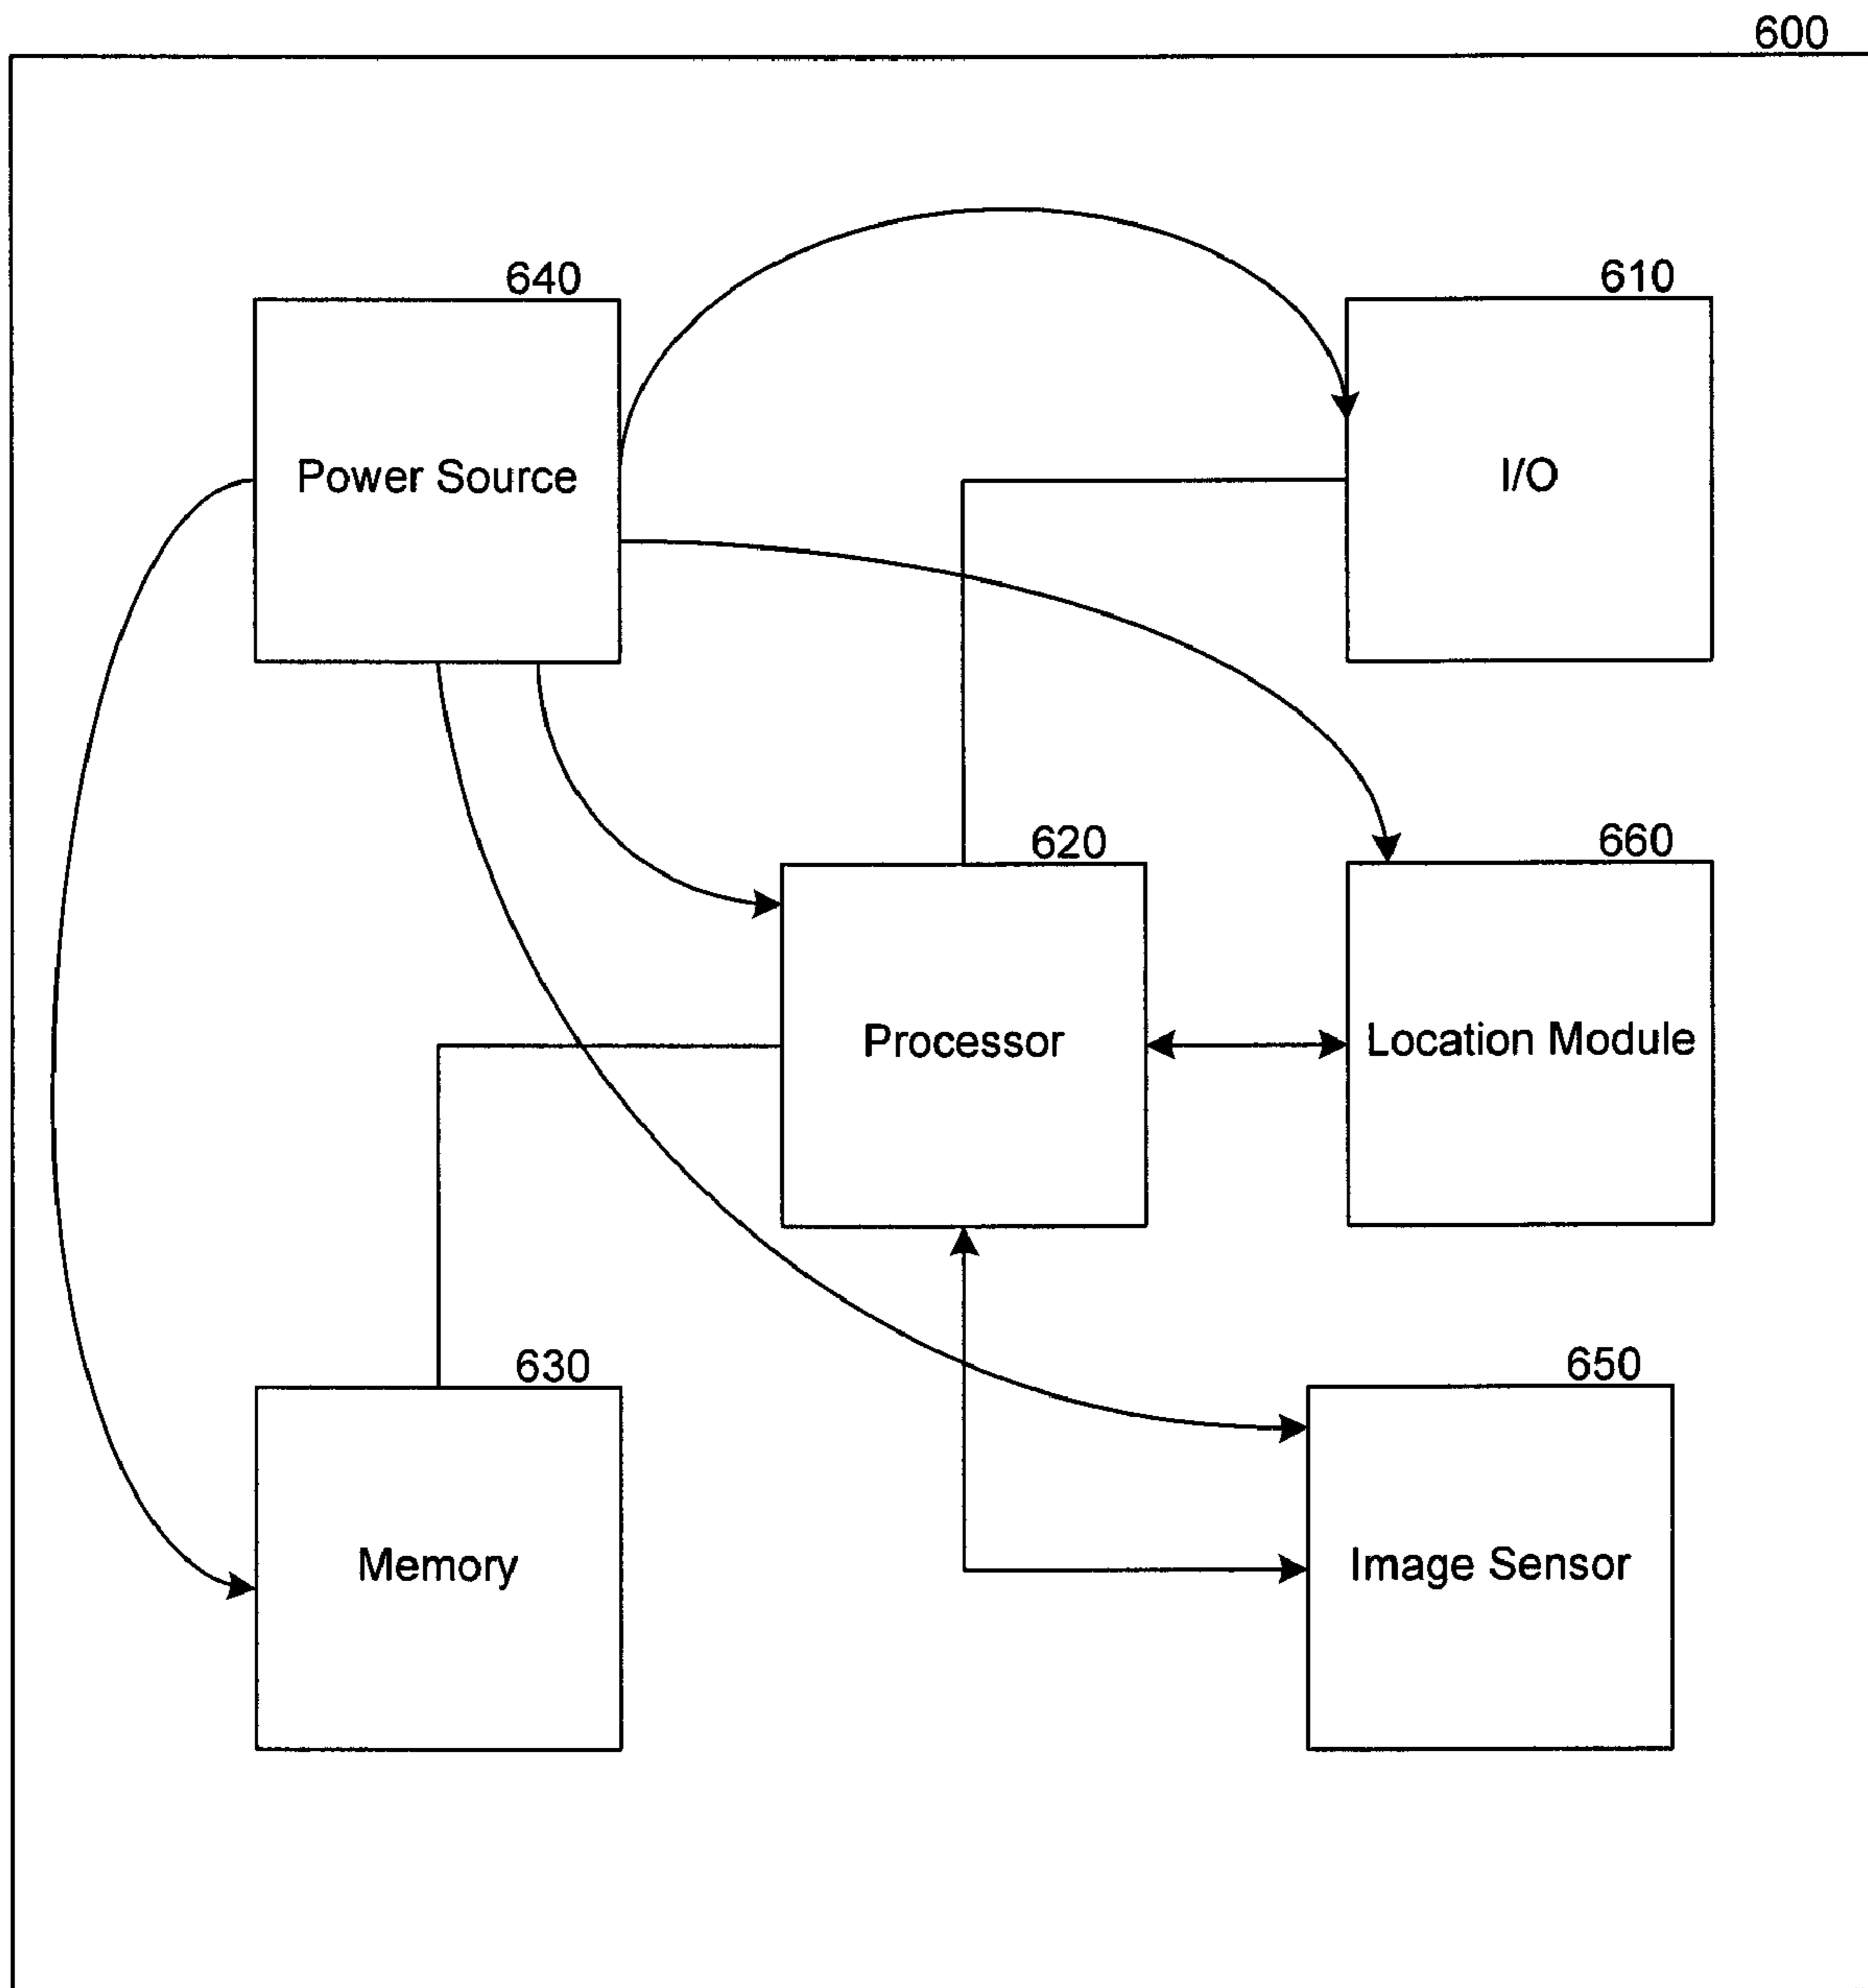 600
640
Power Source
610
I/O
620
Processor
660
Location Module
630
Memory
650
Image Sensor